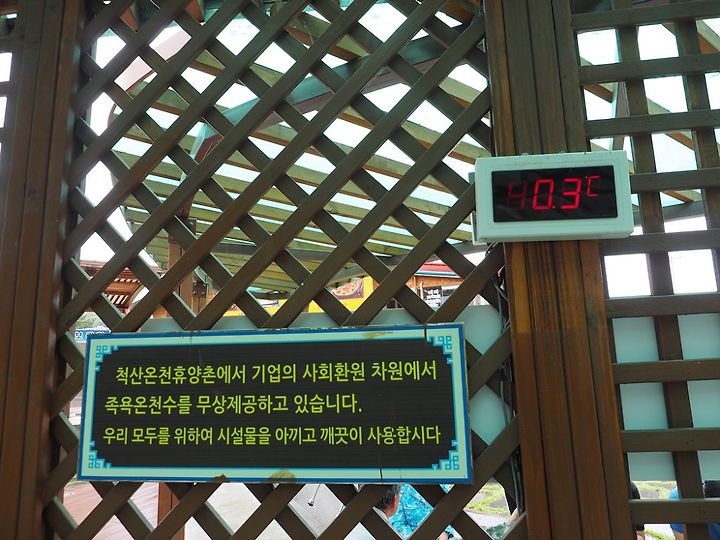 척산온천휴양촌에서 기업의 사회환원 차원에서
족욕온천수를 무상제공하고 있습니다.
우리 모두를 위하여 시설물을 아끼고 깨끗이 사용합시다
40.3℃